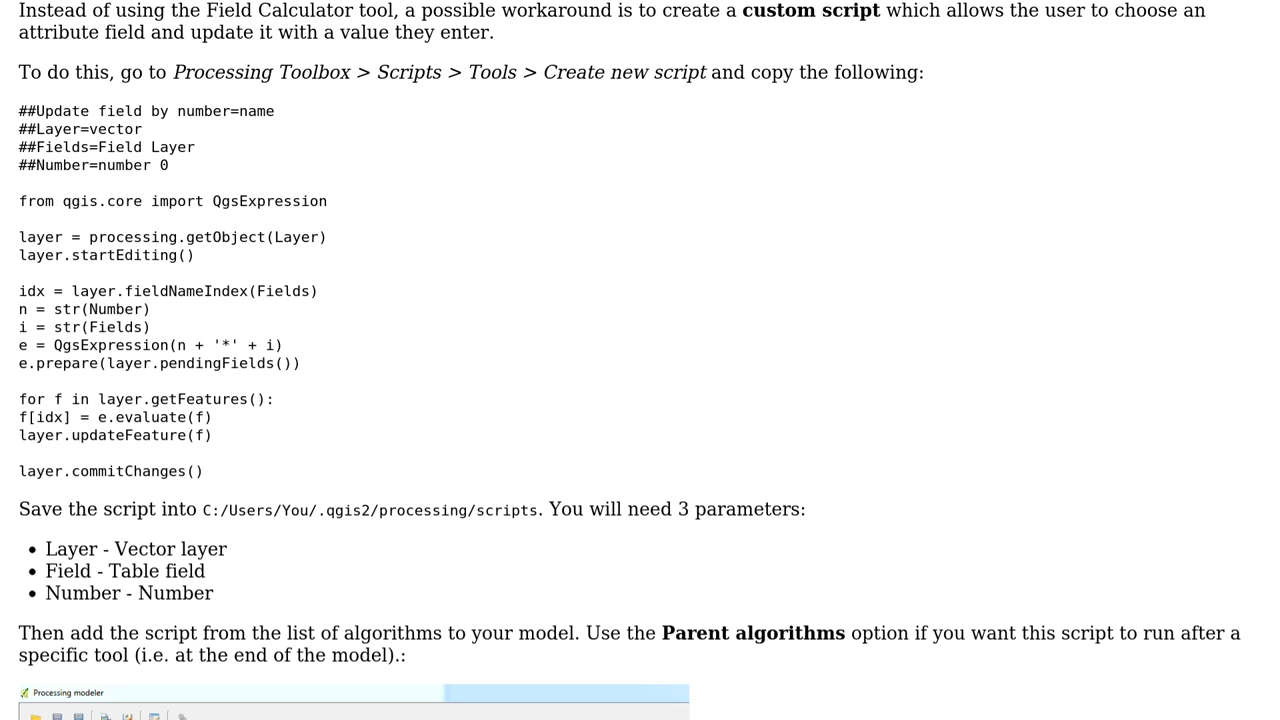 Instead of using the Field Calculator tool, a possible workaround is to create a custom script which allows the user to choose an
attribute field and update it with a value they enter.
To do this, go to Processing Toolbox > Scripts > Tools > Create new script and copy the following:
##Update field by number=name
##Layer=vector
##Fields=Field Layer
##Number=number 0
from qgis.core import QgsExpression
layer = processing.getObject(Layer)
layer.startEditing()
idx = layer.fieldNameIndex(Fields)
n = str(Number)
i = str(Fields)
e = QgsExpression(n + '*' + i)
e.prepare(layer.pendingFields())
for f in layer.getFeatures():
f[idx] = e.evaluate(f)
layer.updateFeature(f)
layer.commitChanges()
Save the script into C:/Users/You/.qgis2/processing/scripts. You will need 3 parameters:
• Layer - Vector layer
• Field - Table field
• Number - Number
Then add the script from the list of algorithms to your model. Use the Parent algorithms option if you want this script to run after a
specific tool (i.e. at the end of the model).:
Processing modeler